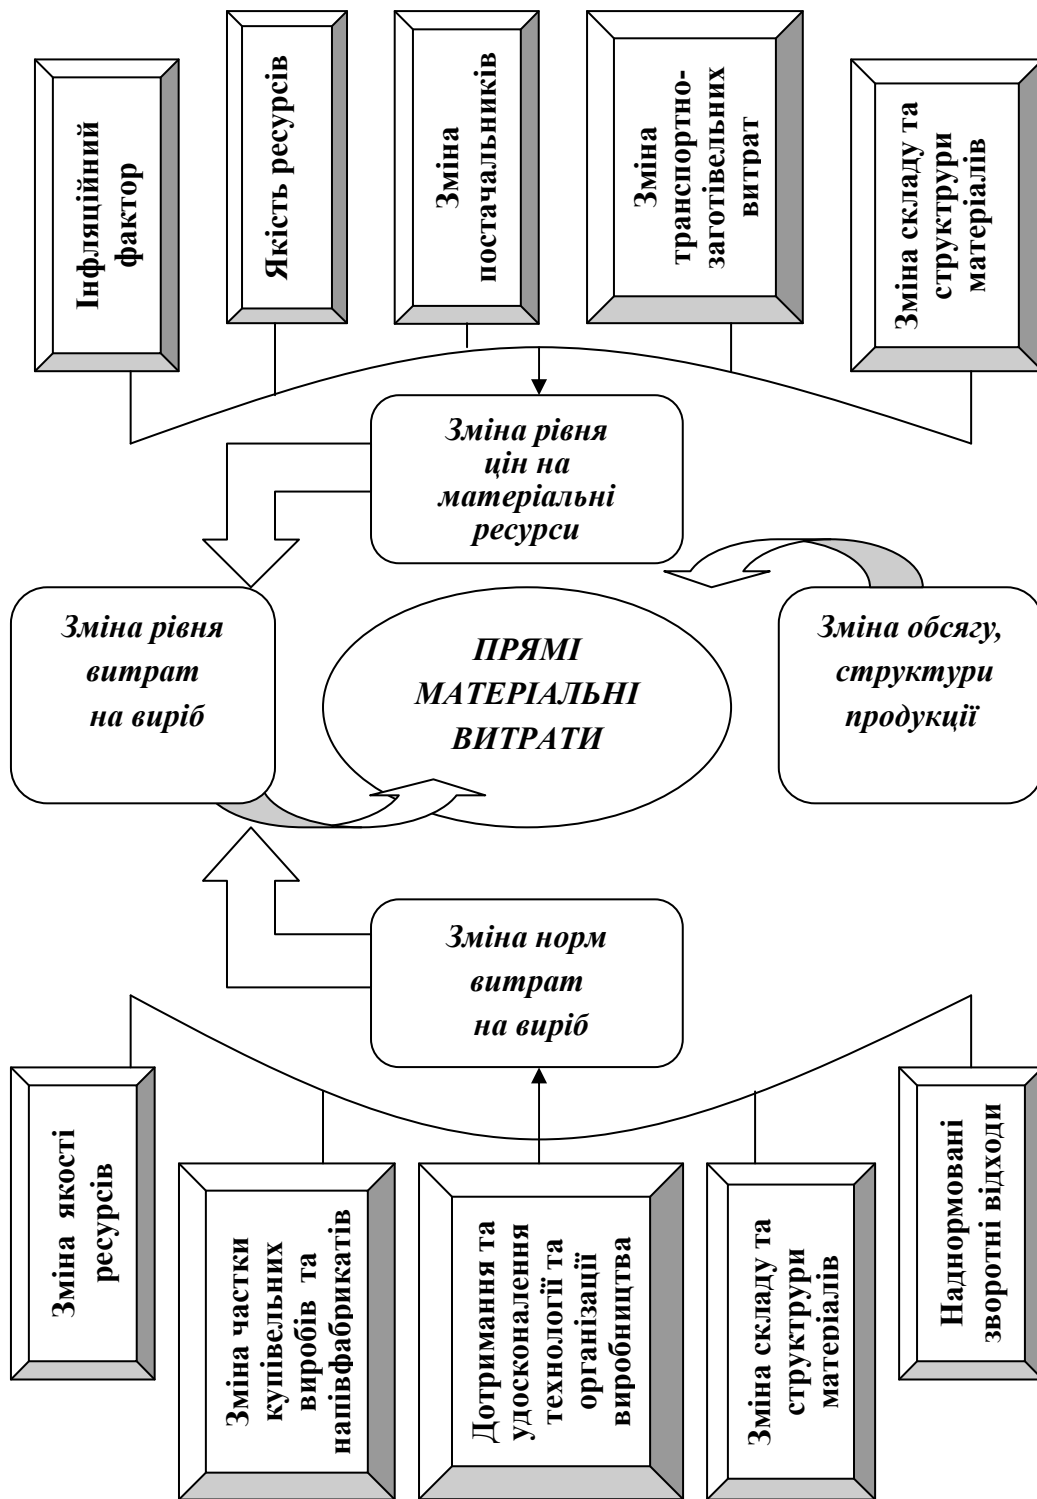 Інфляційний
фактор
Якість ресурсів
Зміна
постачальників
Зміна
транспортно-
заготівельних
витрат
Зміна складу та
структрури
матеріалів
Зміна рівня
цін на
матеріальні
ресурси
Зміна рівня
витрат
на виріб
ПРЯМІ
МАТЕРІАЛЬНІ
ВИТРАТИ
Зміна обсягу,
структури
продукції
Зміна норм
витрат
на виріб
Зміна якості
ресурсів
Зміна частки
купівельних
виробів та
напівфабрикатів
Дотримання та
удосконалення
технології та
організації
виробництва
Зміна складу та
структрури
матеріалів
Наднормовані
зворотні відходи